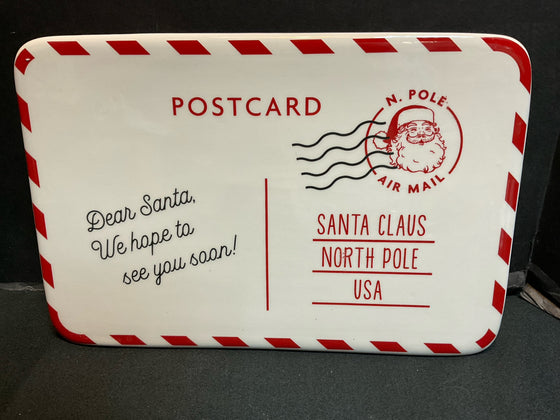 POSTCARD
N. POLE
AIR MAIL
Dear Santa,
We hope to
see you soon!
SANTA CLAUS
NORTH POLE
USA